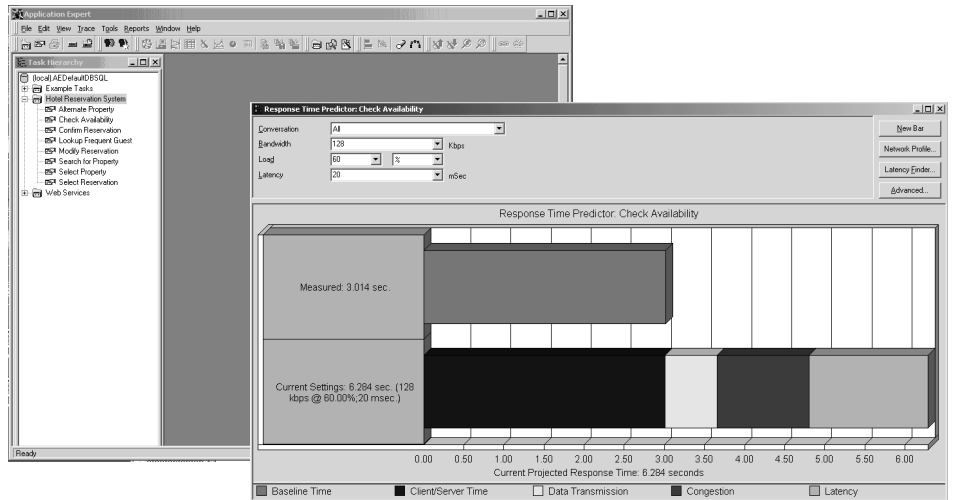 Application Expert
File Edit View Trace Tools Reports Window Help
Task Hierarchy
(local).AEDefaultDBSQL
Example Tasks
Hotel Reservation System
Alternate Property
Check Availability
Confirm Reservation
Lookup Frequent Guest
Modify Reservation
Search for Property
Select Property
Select Reservation
Web Services
Ready
Response Time Predictor: Check Availability
Conversation All
Bandwidth 128 Kbps
Load 60 %
Latency 20 mSec
New Bar
Network Profile...
Latency Finder...
Advanced...
Response Time Predictor: Check Availability
Measured: 3.014 sec.
Current Settings: 6.284 sec. (128
kbps @ 60.00%;20 msec.)
0.00 0.50 1.00 1.50 2.00 2.50 3.00 3.50 4.00 4.50 5.00 5.50 6.00
Current Projected Response Time: 6.284 seconds
Baseline Time Client/Server Time Data Transmission Congestion Latency